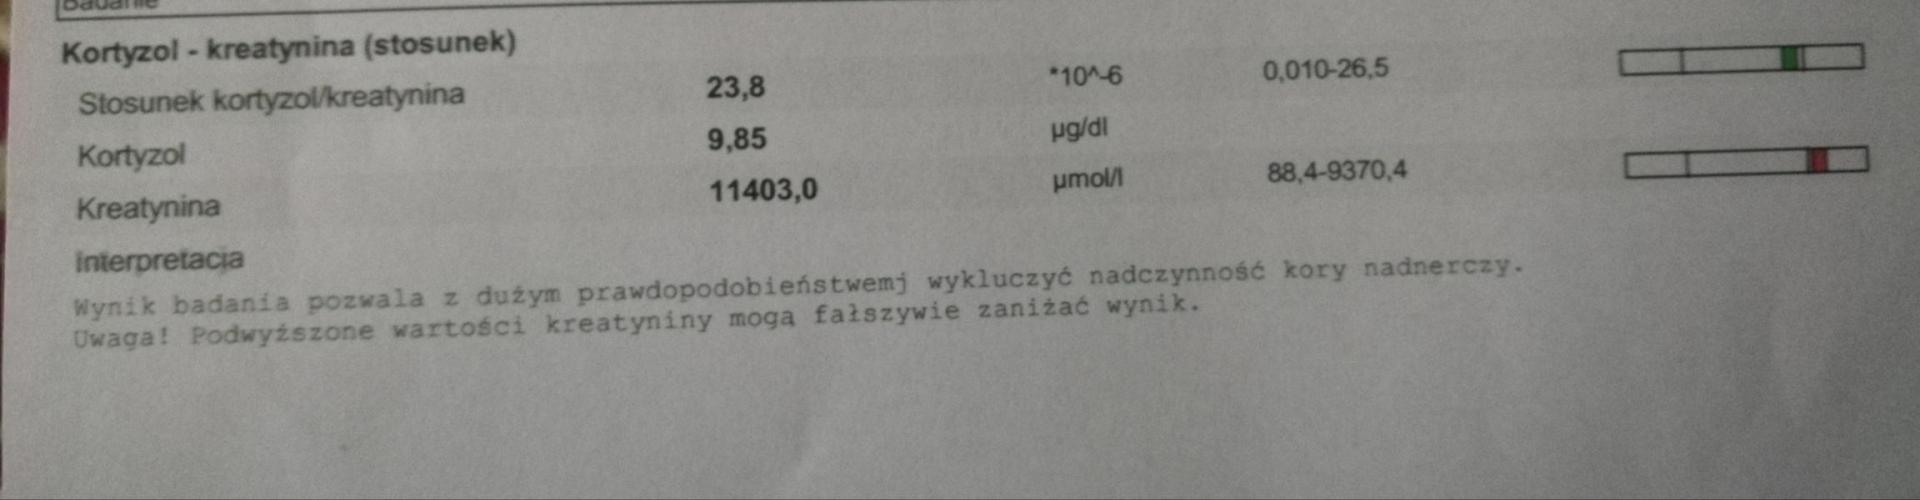 Badanie
Kortyzol - kreatynina (stosunek)
Stosunek kortyzol/kreatynina 23,8 *10^-6 0,010-26,5
Kortyzol 9,85 µg/dl
Kreatynina 11403,0 µmol/l 88,4-9370,4
Interpretacja
Wynik badania pozwala z dużym prawdopodobieństwemj wykluczyć nadczynność kory nadnerczy.
Uwaga! Podwyższone wartości kreatyniny mogą fałszywie zaniżać wynik.